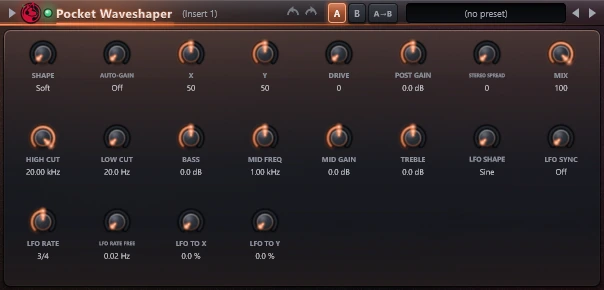 Pocket Waveshaper (Insert 1) A B A→B (no preset)
SHAPE AUTO-GAIN X Y DRIVE POST GAIN STEREO SPREAD MIX
Soft Off 50 50 0 0.0 dB 0 100
HIGH CUT LOW CUT BASS MID FREQ MID GAIN TREBLE LFO SHAPE LFO SYNC
20.00 kHz 20.0 Hz 0.0 dB 1.00 kHz 0.0 dB 0.0 dB Sine Off
LFO RATE LFO RATE FREE LFO TO X LFO TO Y
3/4 0.02 Hz 0.0 % 0.0 %